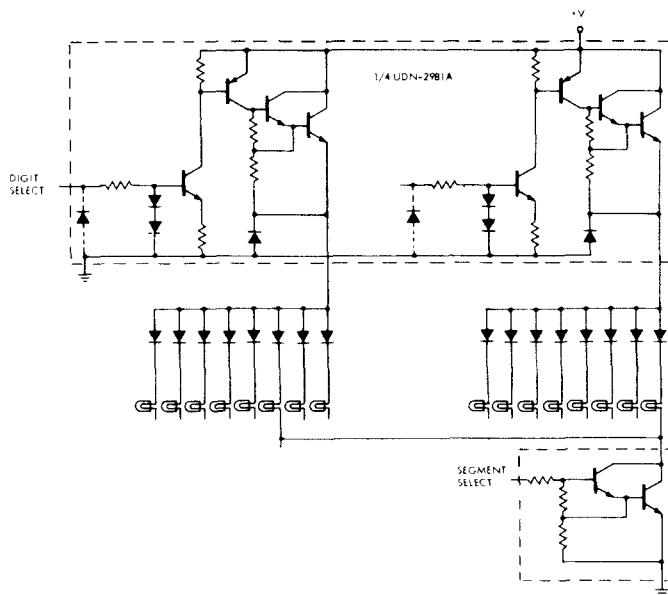 +V
1/4 UDN-2981A
DIGIT
SELECT
SEGMENT
SELECT